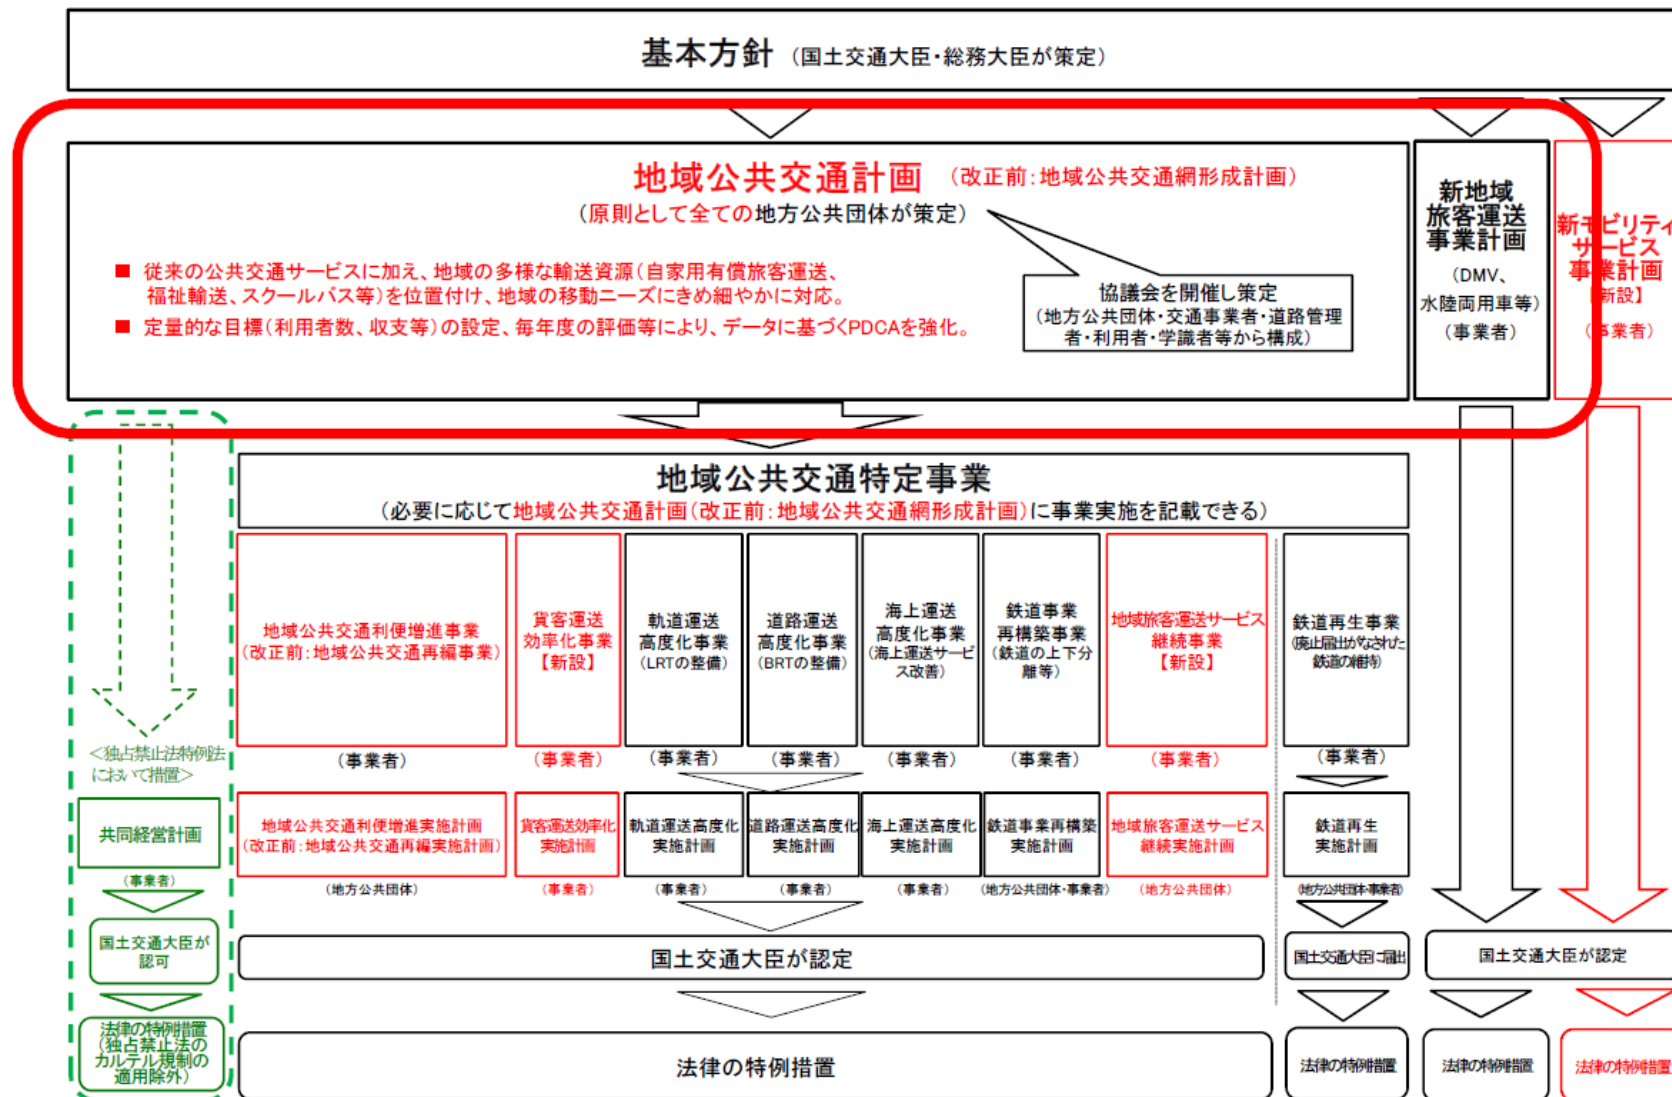 基本方針 (国土交通大臣・総務大臣が策定)
地域公共交通計画 (改正前:地域公共交通網形成計画)
(原則として全ての地方公共団体が策定)
■ 従来の公共交通サービスに加え、地域の多様な輸送資源(自家用有償旅客運送、
福祉輸送、スクールバス等)を位置付け、地域の移動ニーズにきめ細やかに対応。
■ 定量的な目標(利用者数、収支等)の設定、毎年度の評価等により、データに基づくPDCAを強化。
協議会を開催し策定
(地方公共団体・交通事業者・道路管理
者・利用者・学識者等から構成)
新地域
旅客運送
事業計画
(DMV、
水陸両用車等)
(事業者)
新モビリティ
サービス
事業計画
【新設】
(事業者)
地域公共交通特定事業
(必要に応じて地域公共交通計画(改正前:地域公共交通網形成計画)に事業実施を記載できる)
地域公共交通利便増進事業
(改正前:地域公共交通再編事業)
(事業者)
貨客運送
効率化事業
【新設】
(事業者)
軌道運送
高度化事業
(LRTの整備)
(事業者)
道路運送
高度化事業
(BRTの整備)
(事業者)
海上運送
高度化事業
(海上運送サービ
ス改善)
(事業者)
鉄道事業
再構築事業
(鉄道の上下分
離等)
(事業者)
地域旅客運送サービス
継続事業
【新設】
(事業者)
鉄道再生事業
(廃止届出がなされた
鉄道の維持)
(事業者)
<独占禁止法特例法
において措置>
共同経営計画
(事業者)
地域公共交通利便増進実施計画
(改正前:地域公共交通再編実施計画)
(地方公共団体)
貨客運送効率化
実施計画
(事業者)
軌道運送高度化
実施計画
(事業者)
道路運送高度化
実施計画
(事業者)
海上運送高度化
実施計画
(事業者)
鉄道事業再構築
実施計画
(地方公共団体・事業者)
地域旅客運送サービス
継続実施計画
(地方公共団体)
鉄道再生
実施計画
(地方公共団体・事業者)
国土交通大臣が
認可
国土交通大臣が認定
国土交通大臣に届出
国土交通大臣が認定
法律の特例措置
(独占禁止法の
カルテル規制の
適用除外)
法律の特例措置
法律の特例措置
法律の特例措置
法律の特例措置